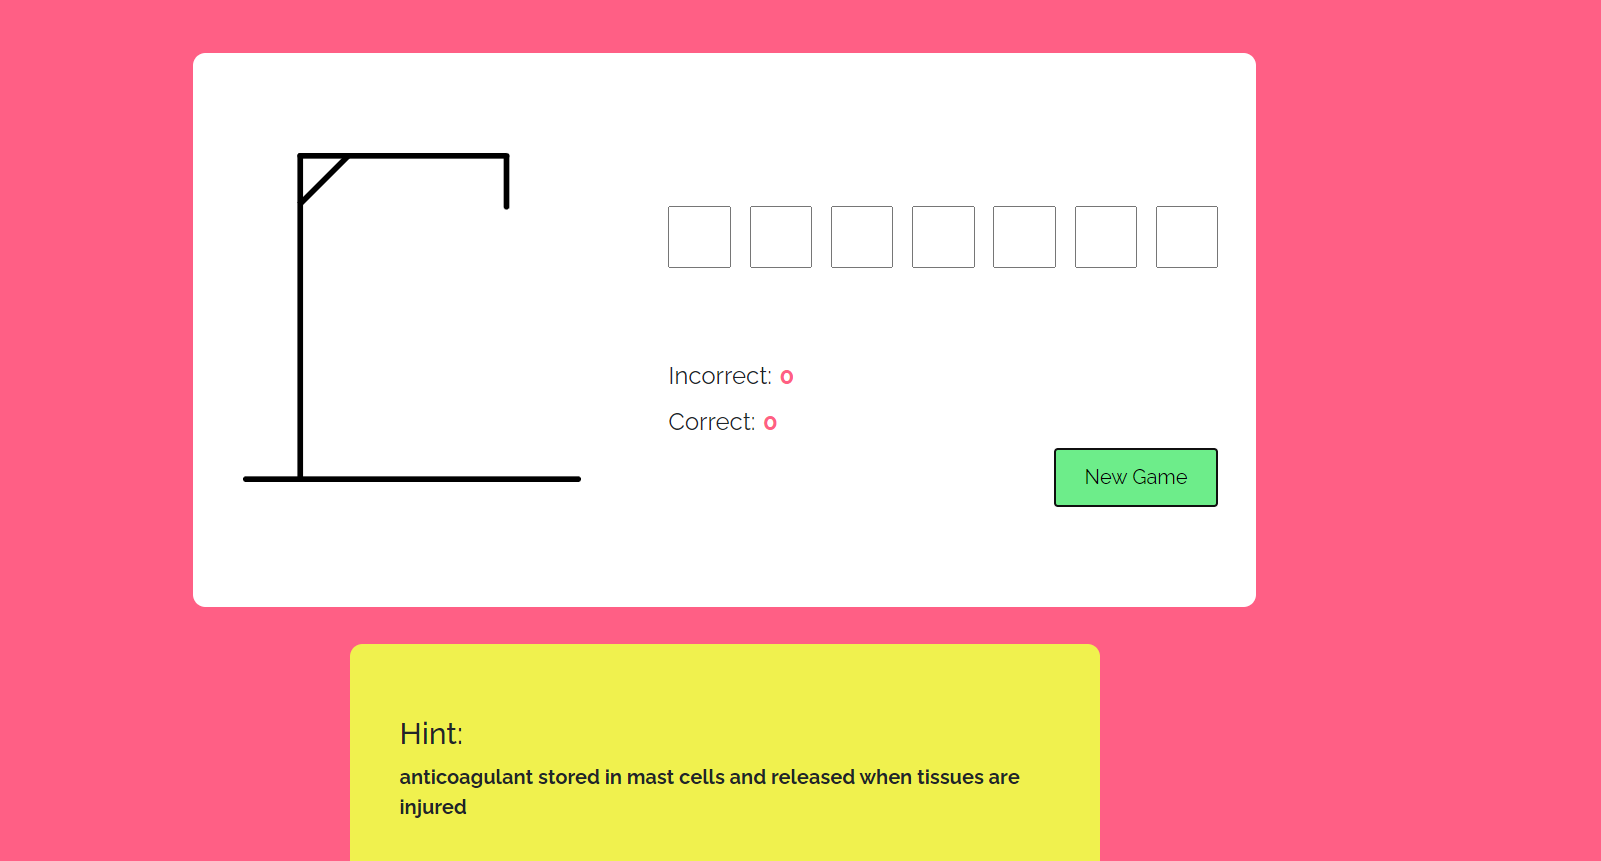 Incorrect: 0
Correct: 0
New Game
Hint:
anticoagulant stored in mast cells and released when tissues are
injured